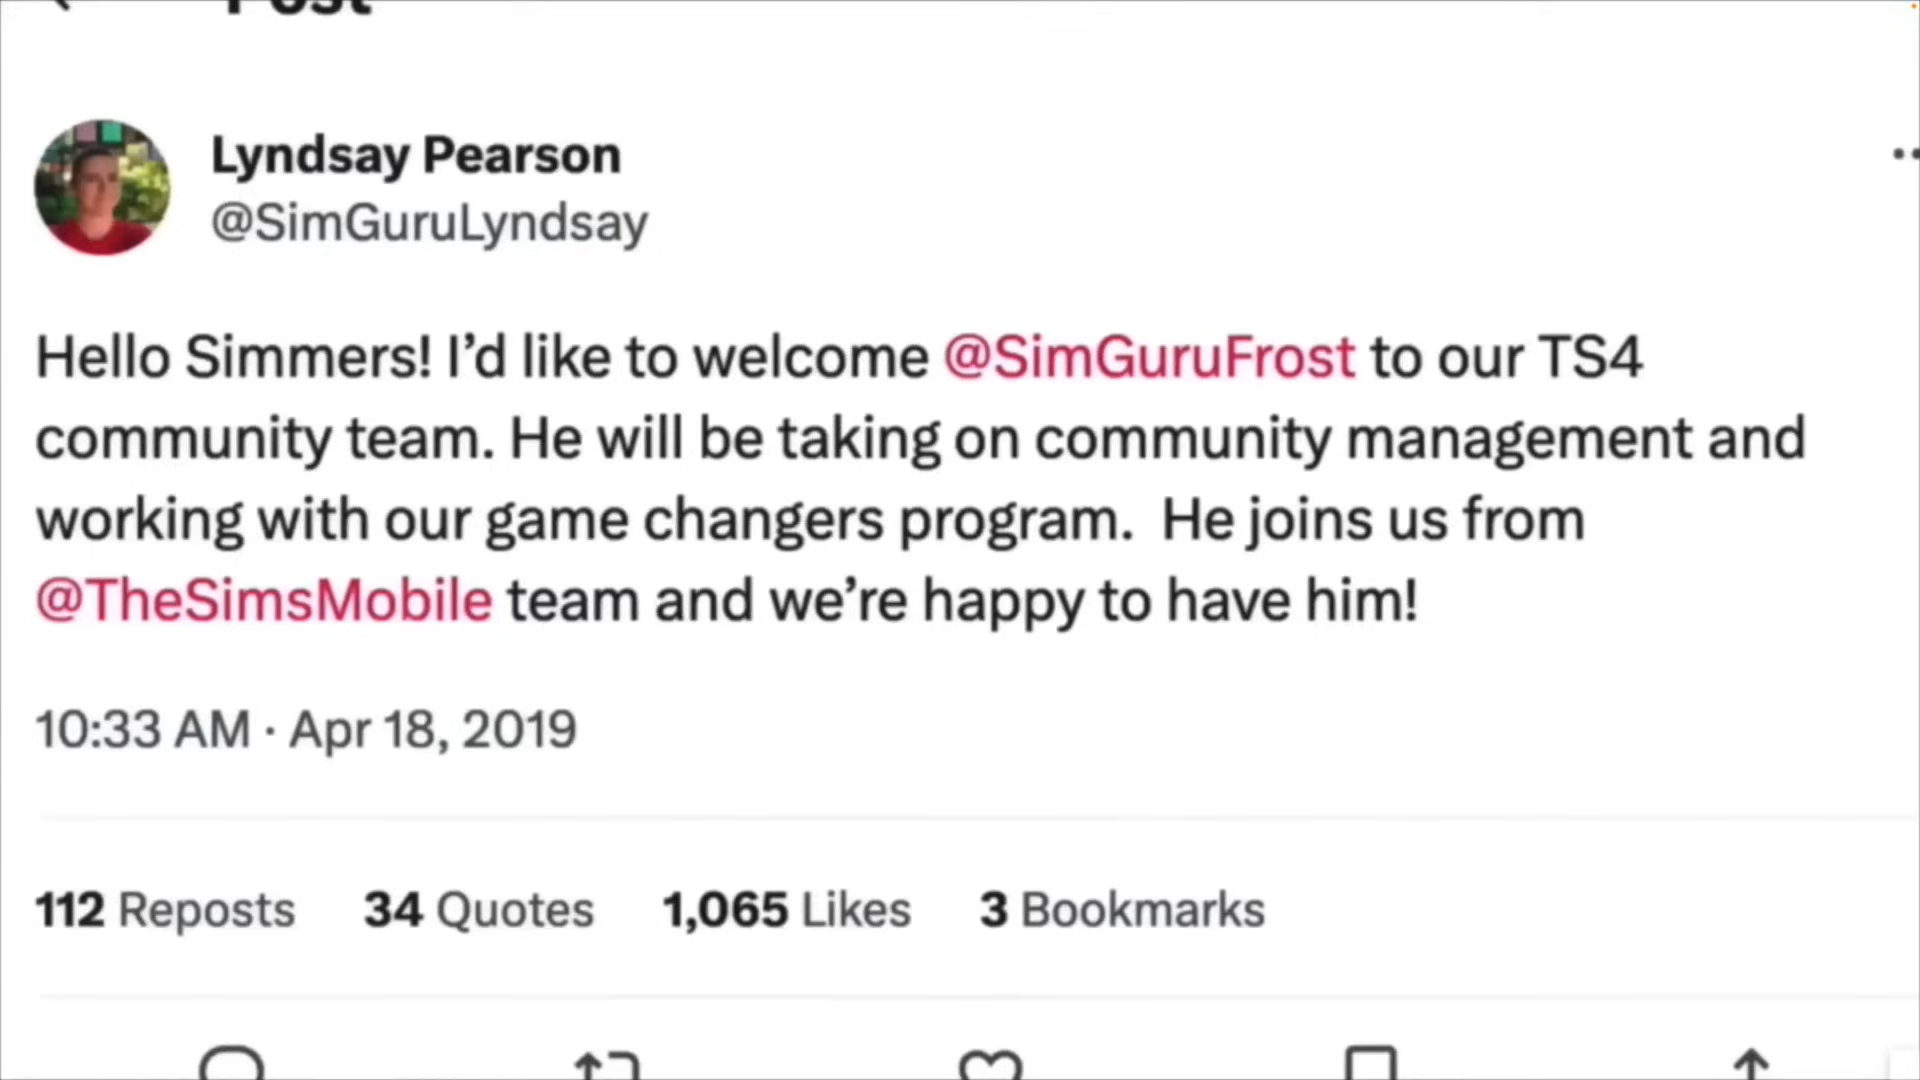 Post
Lyndsay Pearson
@SimGuruLyndsay
Hello Simmers! I’d like to welcome @SimGuruFrost to our TS4
community team. He will be taking on community management and
working with our game changers program.  He joins us from
@TheSimsMobile team and we’re happy to have him!
10:33 AM · Apr 18, 2019
112 Reposts 34 Quotes 1,065 Likes 3 Bookmarks